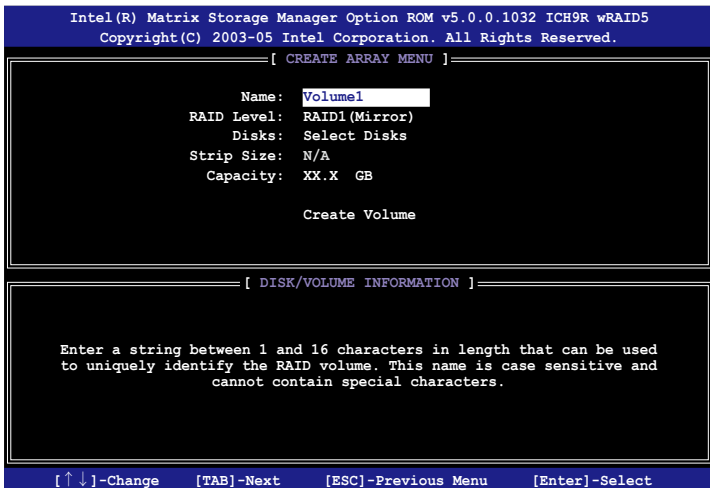 Intel(R) Matrix Storage Manager Option ROM v5.0.0.1032 ICH9R wRAID5
Copyright(C) 2003-05 Intel Corporation. All Rights Reserved.
[ CREATE ARRAY MENU ]
Name: Volume1
RAID Level: RAID1(Mirror)
Disks: Select Disks
Strip Size: N/A
Capacity: XX.X GB
Create Volume
[ DISK/VOLUME INFORMATION ]
Enter a string between 1 and 16 characters in length that can be used
to uniquely identify the RAID volume. This name is case sensitive and
cannot contain special characters.
[↑↓]-Change [TAB]-Next [ESC]-Previous Menu [Enter]-Select